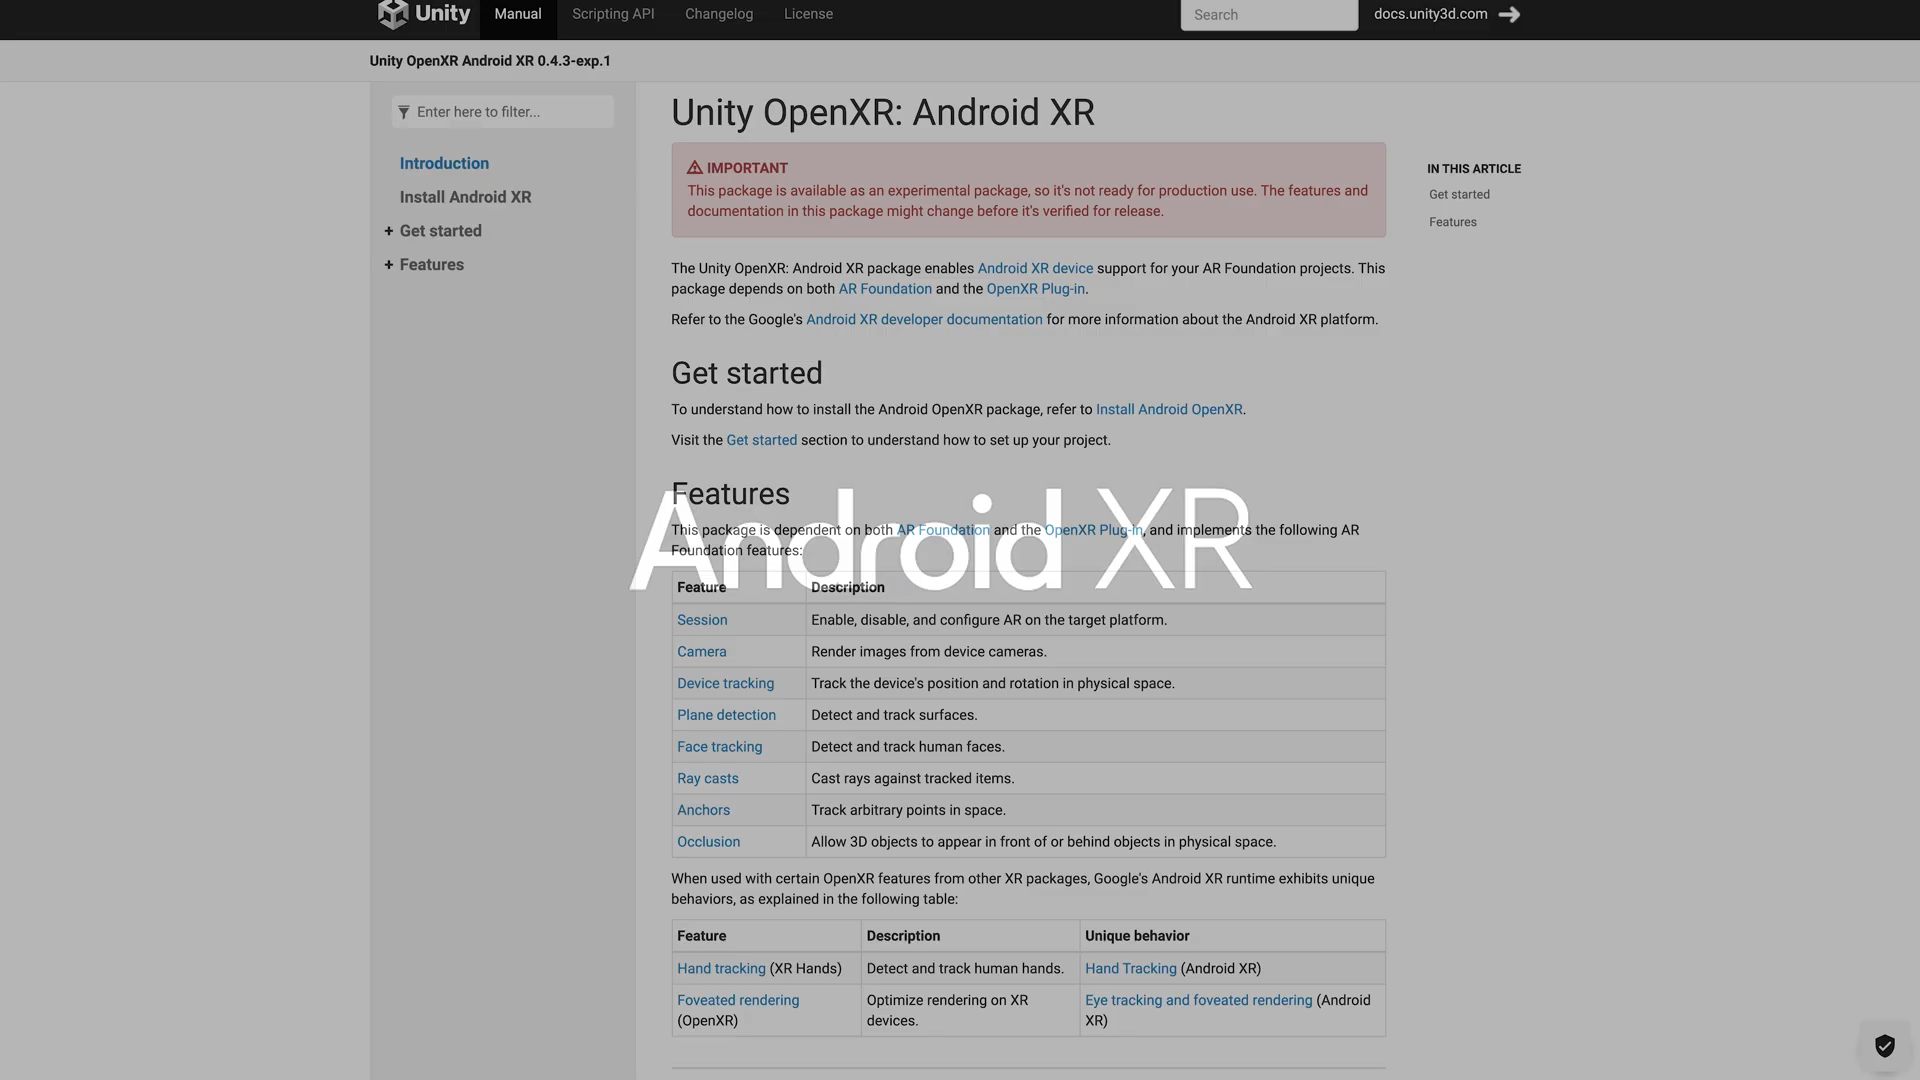 Unity Manual Scripting API Changelog License Search docs.unity3d.com
Unity OpenXR Android XR 0.4.3-exp.1
Enter here to filter...
Introduction
Install Android XR
+ Get started
+ Features
Unity OpenXR: Android XR
IMPORTANT
This package is available as an experimental package, so it's not ready for production use. The features and
documentation in this package might change before it's verified for release.
The Unity OpenXR: Android XR package enables Android XR device support for your AR Foundation projects. This
package depends on both AR Foundation and the OpenXR Plug-in.
Refer to the Google's Android XR developer documentation for more information about the Android XR platform.
Get started
To understand how to install the Android OpenXR package, refer to Install Android OpenXR.
Visit the Get started section to understand how to set up your project.
Features
This package is dependent on both AR Foundation and the OpenXR Plug-in, and implements the following AR
Foundation features:
Android XR
Feature Description
Session Enable, disable, and configure AR on the target platform.
Camera Render images from device cameras.
Device tracking Track the device's position and rotation in physical space.
Plane detection Detect and track surfaces.
Face tracking Detect and track human faces.
Ray casts Cast rays against tracked items.
Anchors Track arbitrary points in space.
Occlusion Allow 3D objects to appear in front of or behind objects in physical space.
When used with certain OpenXR features from other XR packages, Google's Android XR runtime exhibits unique
behaviors, as explained in the following table:
Feature Description Unique behavior
Hand tracking (XR Hands) Detect and track human hands. Hand Tracking (Android XR)
Foveated rendering Optimize rendering on XR Eye tracking and foveated rendering (Android
(OpenXR) devices. XR)
IN THIS ARTICLE
Get started
Features